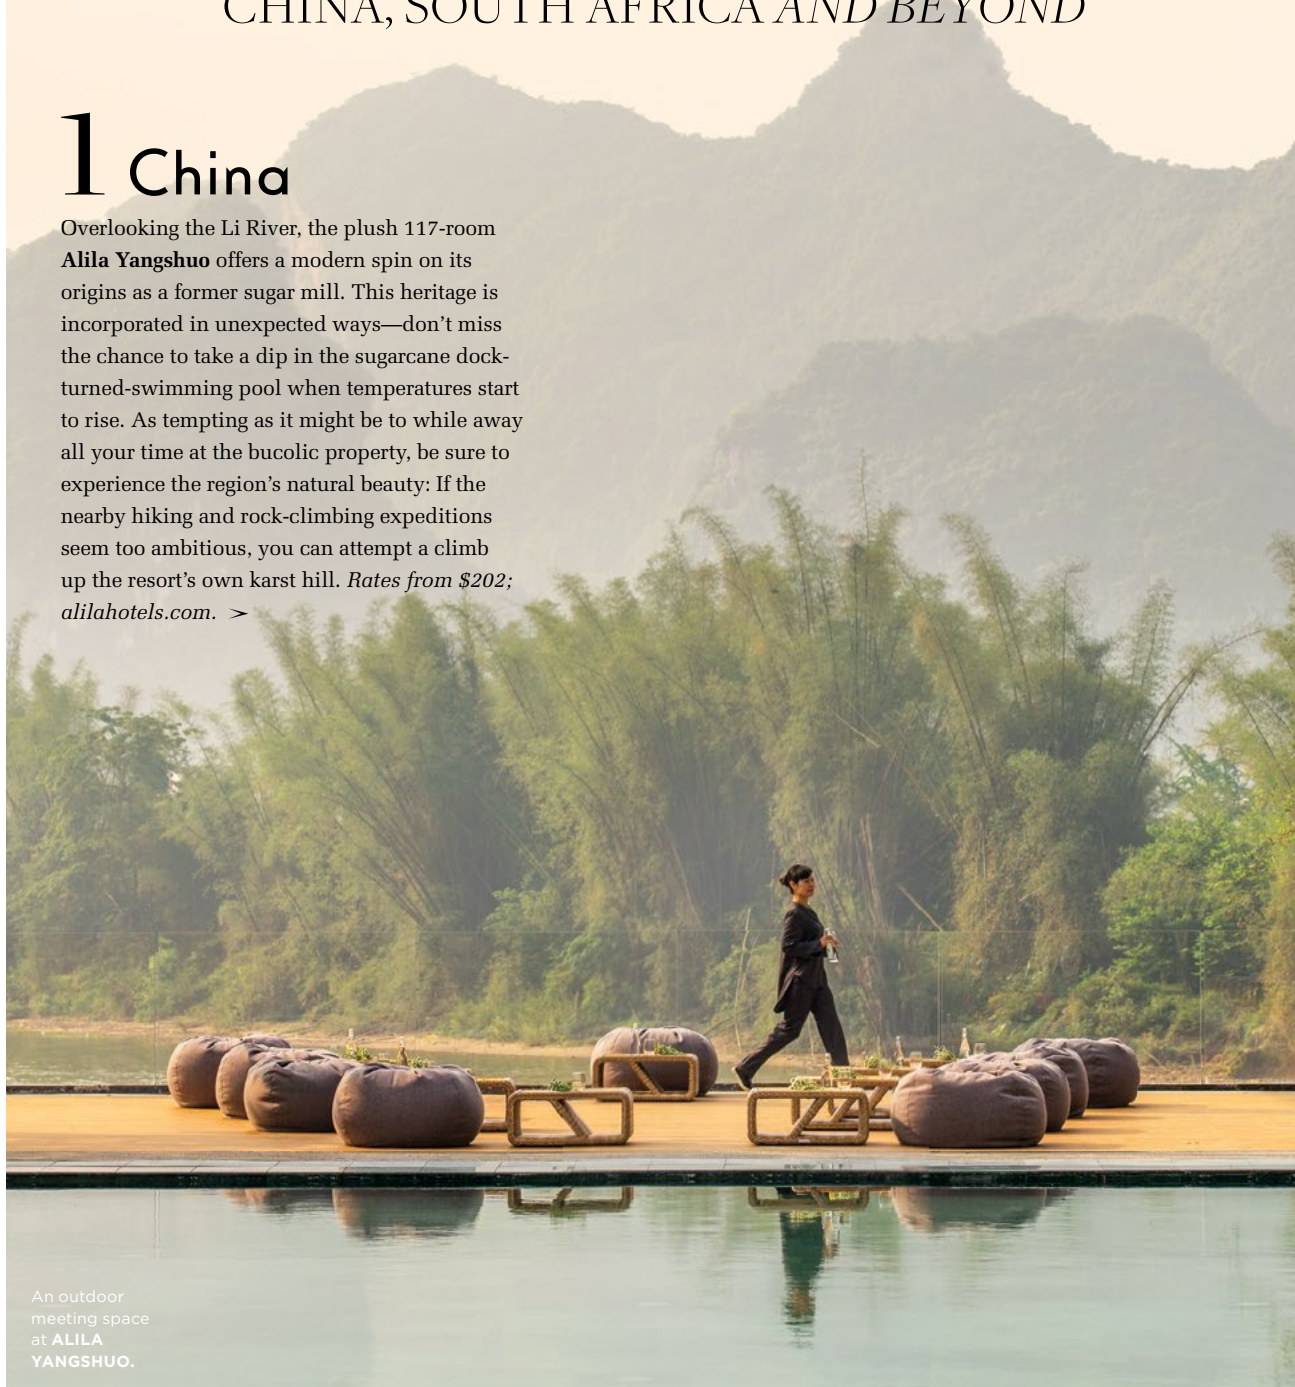 CHINA, SOUTH AFRICA AND BEYOND
1 China
Overlooking the Li River, the plush 117-room
Alila Yangshuo offers a modern spin on its
origins as a former sugar mill. This heritage is
incorporated in unexpected ways—don’t miss
the chance to take a dip in the sugarcane dock-
turned-swimming pool when temperatures start
to rise. As tempting as it might be to while away
all your time at the bucolic property, be sure to
experience the region’s natural beauty: If the
nearby hiking and rock-climbing expeditions
seem too ambitious, you can attempt a climb
up the resort’s own karst hill. Rates from $202;
alilahotels.com. >
An outdoor
meeting space
at ALILA
YANGSHUO.